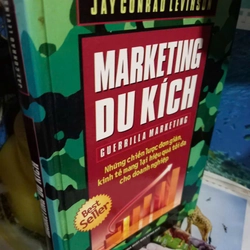 JAY CONRAD LEVINSON
MARKETING
DU KÍCH
GUERRILLA MARKETING
Những chiến lược đơn giản,
kinh tế mang lại hiệu quả tối đa
cho doanh nghiệp
Best
Seller